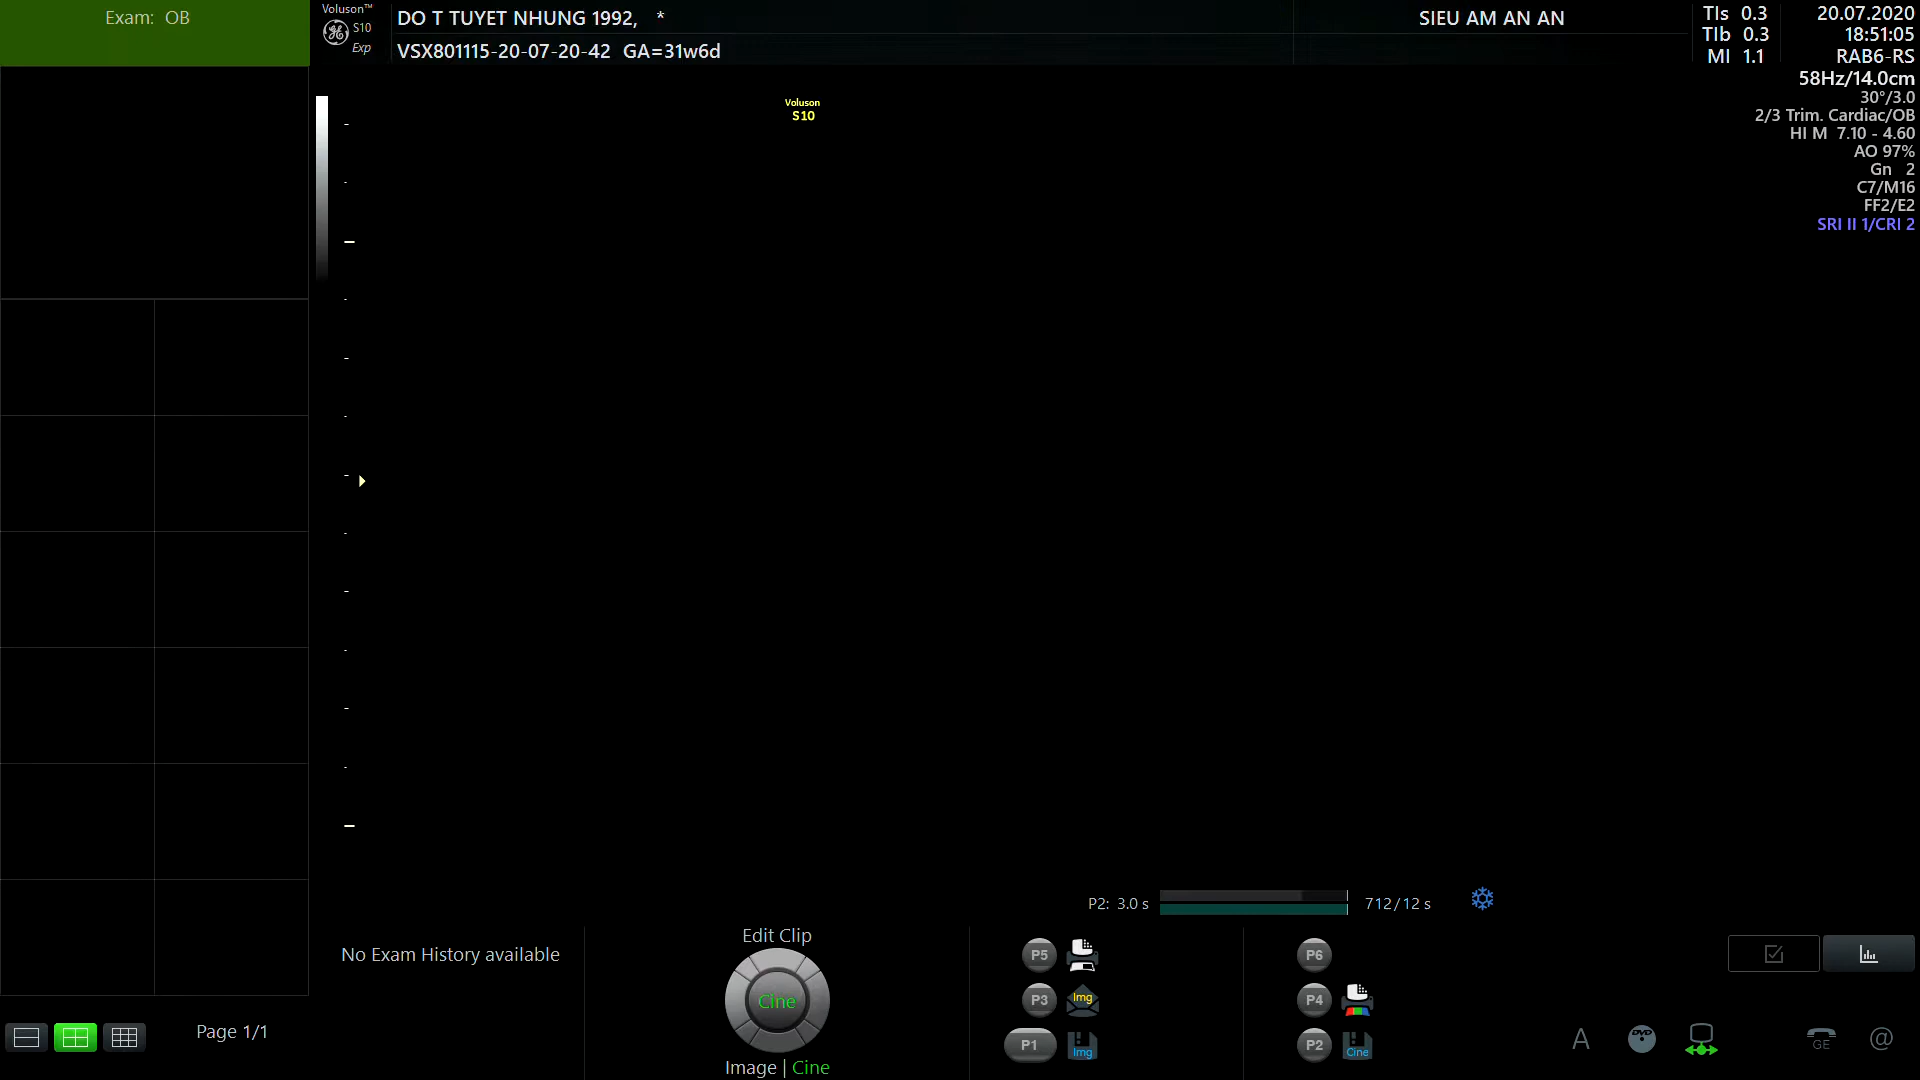 Exam: OB
Voluson™
S10
Exp
DO T TUYET NHUNG 1992, *
VSX801115-20-07-20-42 GA=31w6d
SIEU AM AN AN
TIs 0.3
TIb 0.3
MI 1.1
20.07.2020
18:51:05
RAB6-RS
58Hz/14.0cm
30°/3.0
2/3 Trim. Cardiac/OB
HI M 7.10 - 4.60
AO 97%
Gn 2
C7/M16
FF2/E2
SRI II 1/CRI 2
Voluson
S10
P2: 3.0 s
712/12 s
No Exam History available
Edit Clip
Cine
Image | Cine
P5
P3 Img
P1 Img
P6
P4
P2 Cine
Page 1/1
A
DVD
GE
@